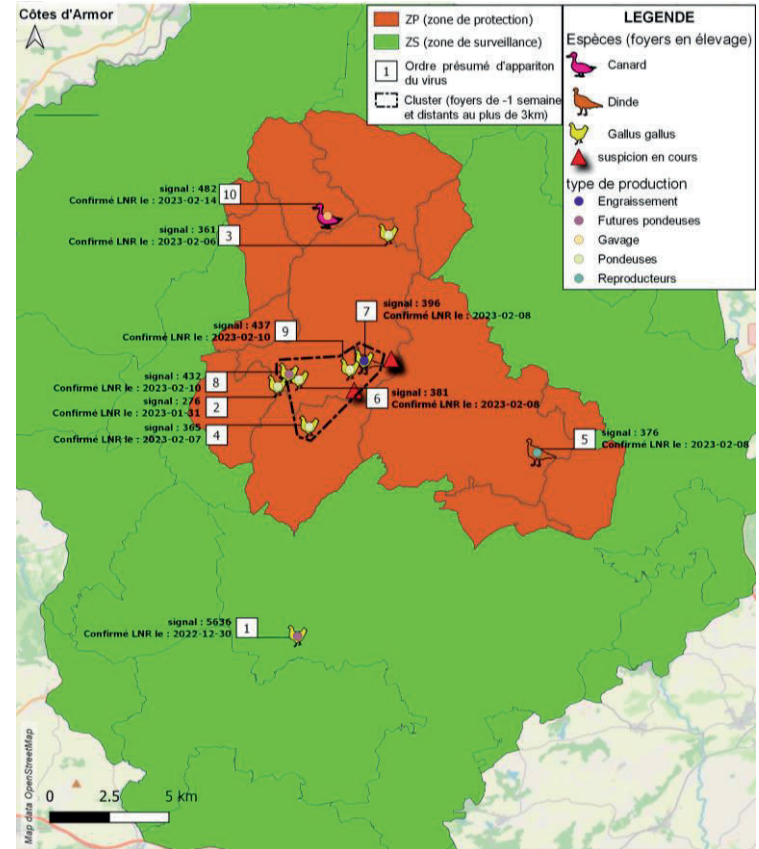 Côtes d'Armor
ZP (zone de protection)
ZS (zone de surveillance)
1
Ordre présumé d'appariton
du virus
Cluster (foyers de -1 semaine
et distants au plus de 3km)
LEGENDE
Espèces (foyers en élevage)
Canard
Dinde
Gallus gallus
suspicion en cours
type de production
Engraissement
Futures pondeuses
Gavage
Pondeuses
Reproducteurs
signal : 482
Confirmé LNR le : 2023-02-14
10
signal : 361
Confirmé LNR le : 2023-02-06
3
7
signal : 396
Confirmé LNR le : 2023-02-08
signal : 437
Confirmé LNR le : 2023-02-10
9
signal : 432
Confirmé LNR le : 2023-02-10
8
signal : 276
Confirmé LNR le : 2023-01-31
2
signal : 365
Confirmé LNR le : 2023-02-07
4
6
signal : 381
Confirmé LNR le : 2023-02-08
5
signal : 376
Confirmé LNR le : 2023-02-08
signal : 5636
Confirmé LNR le : 2022-12-30
1
Map data OpenStreetMap
0 2.5 5 km